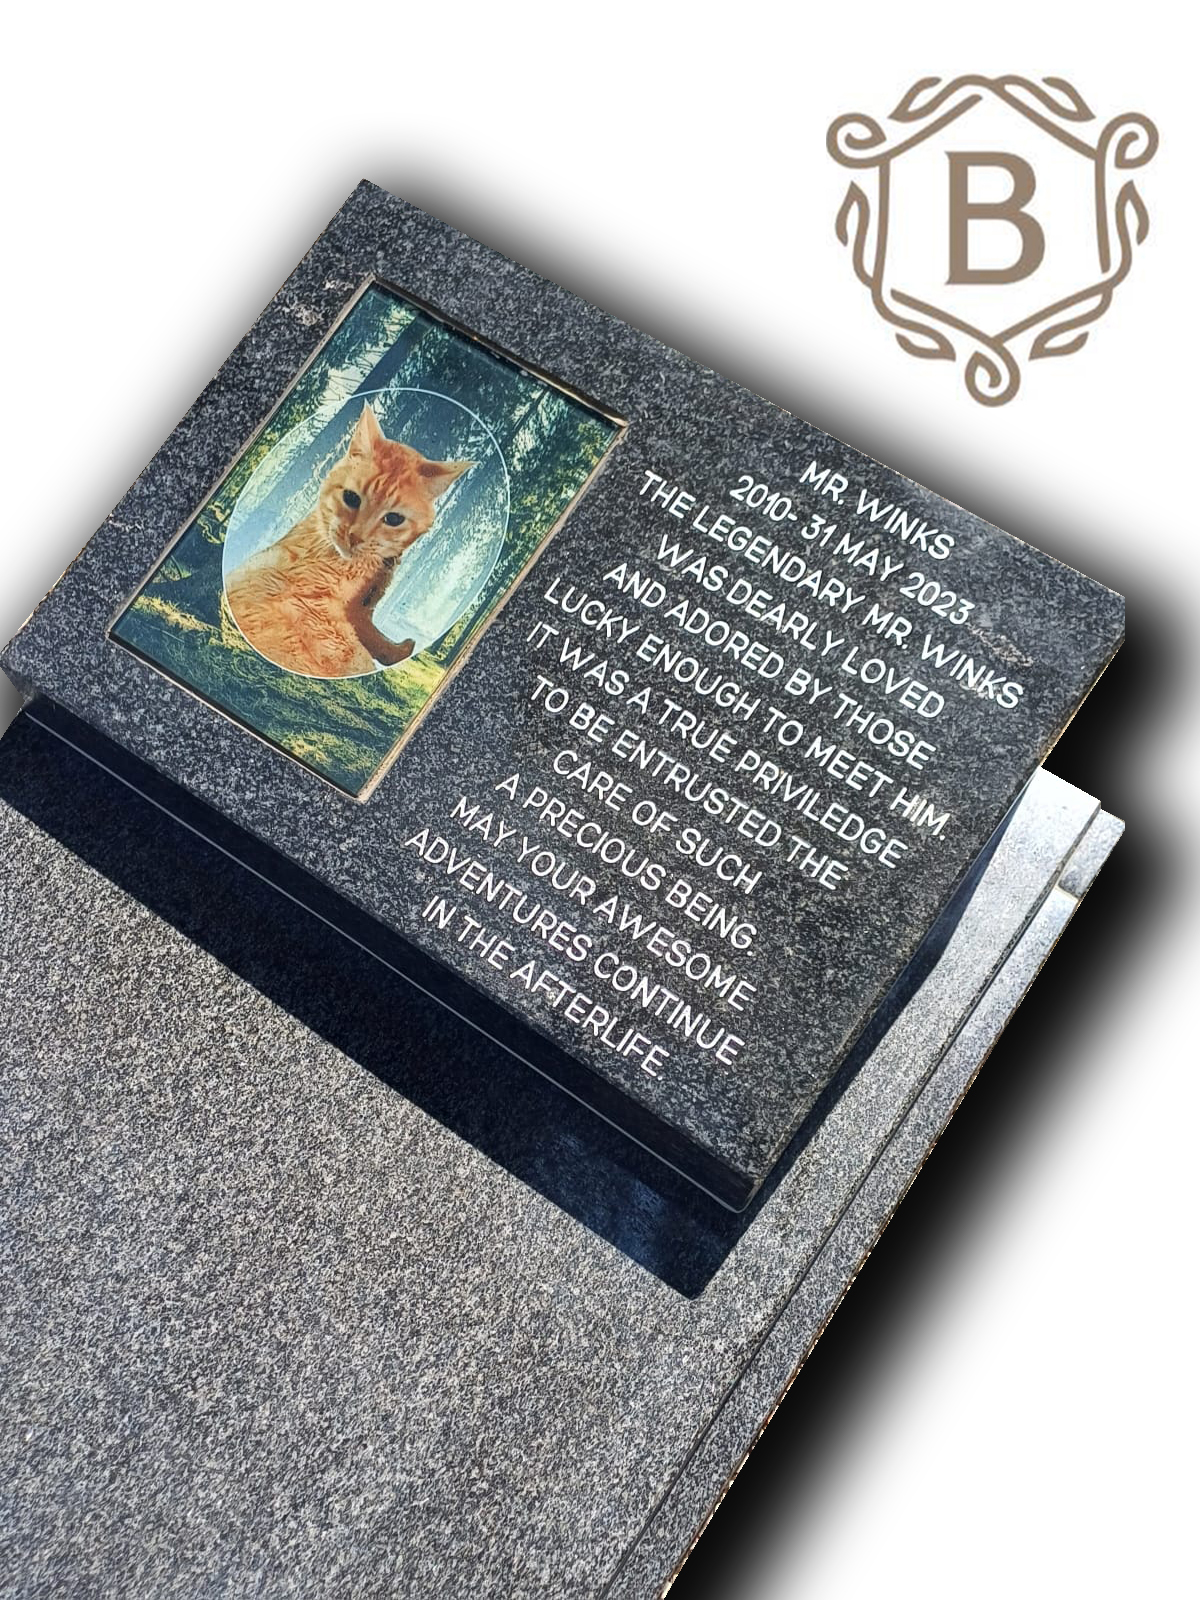 B
MR. WINKS
2010- 31 MAY 2023
THE LEGENDARY MR. WINKS
WAS DEARLY LOVED
AND ADORED BY THOSE
LUCKY ENOUGH TO MEET HIM.
IT WAS A TRUE PRIVILEDGE
TO BE ENTRUSTED THE
CARE OF SUCH
A PRECIOUS BEING.
MAY YOUR AWESOME
ADVENTURES CONTINUE
IN THE AFTERLIFE.